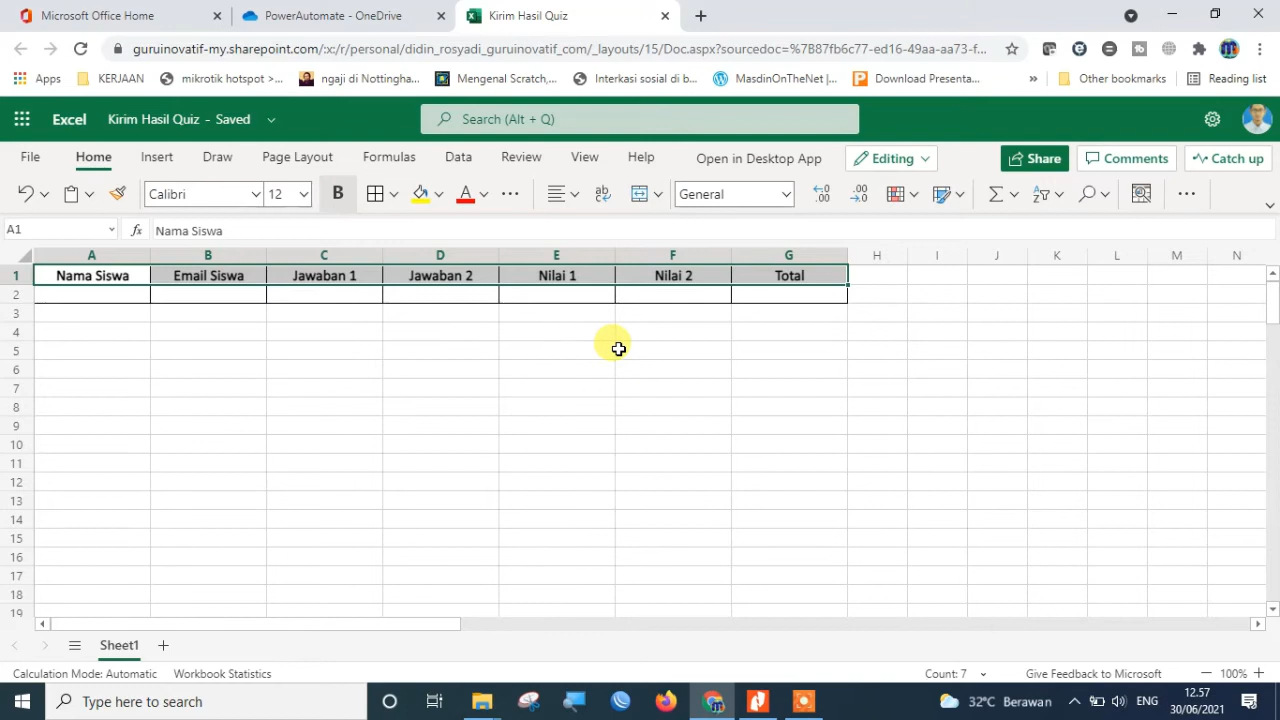 Microsoft Office Home
PowerAutomate - OneDrive
Kirim Hasil Quiz
guruinovatif-my.sharepoint.com/:x:/r/personal/didin_rosyadi_guruinovatif_com/_layouts/15/Doc.aspx?sourcedoc=%7B87fb6c77-ed16-49aa-aa73-f...
Apps
KERJAAN
mikrotik hotspot >...
ngaji di Nottingha...
Mengenal Scratch,...
Interkasi sosial di b...
MasdinOnTheNet |...
Download Presenta...
»
Other bookmarks
Reading list
Excel
Kirim Hasil Quiz - Saved
Search (Alt + Q)
File
Home
Insert
Draw
Page Layout
Formulas
Data
Review
View
Help
Open in Desktop App
Editing
Share
Comments
Catch up
Calibri
12
B
A
General
A1
fx
Nama Siswa
A B C D E F G H I J K L M N
1 Nama Siswa Email Siswa Jawaban 1 Jawaban 2 Nilai 1 Nilai 2 Total
2
3
4
5
6
7
8
9
10
11
12
13
14
15
16
17
18
19
Sheet1
Calculation Mode: Automatic
Workbook Statistics
Count: 7
Give Feedback to Microsoft
100%
Type here to search
32°C Berawan
ENG
12.57
30/06/2021